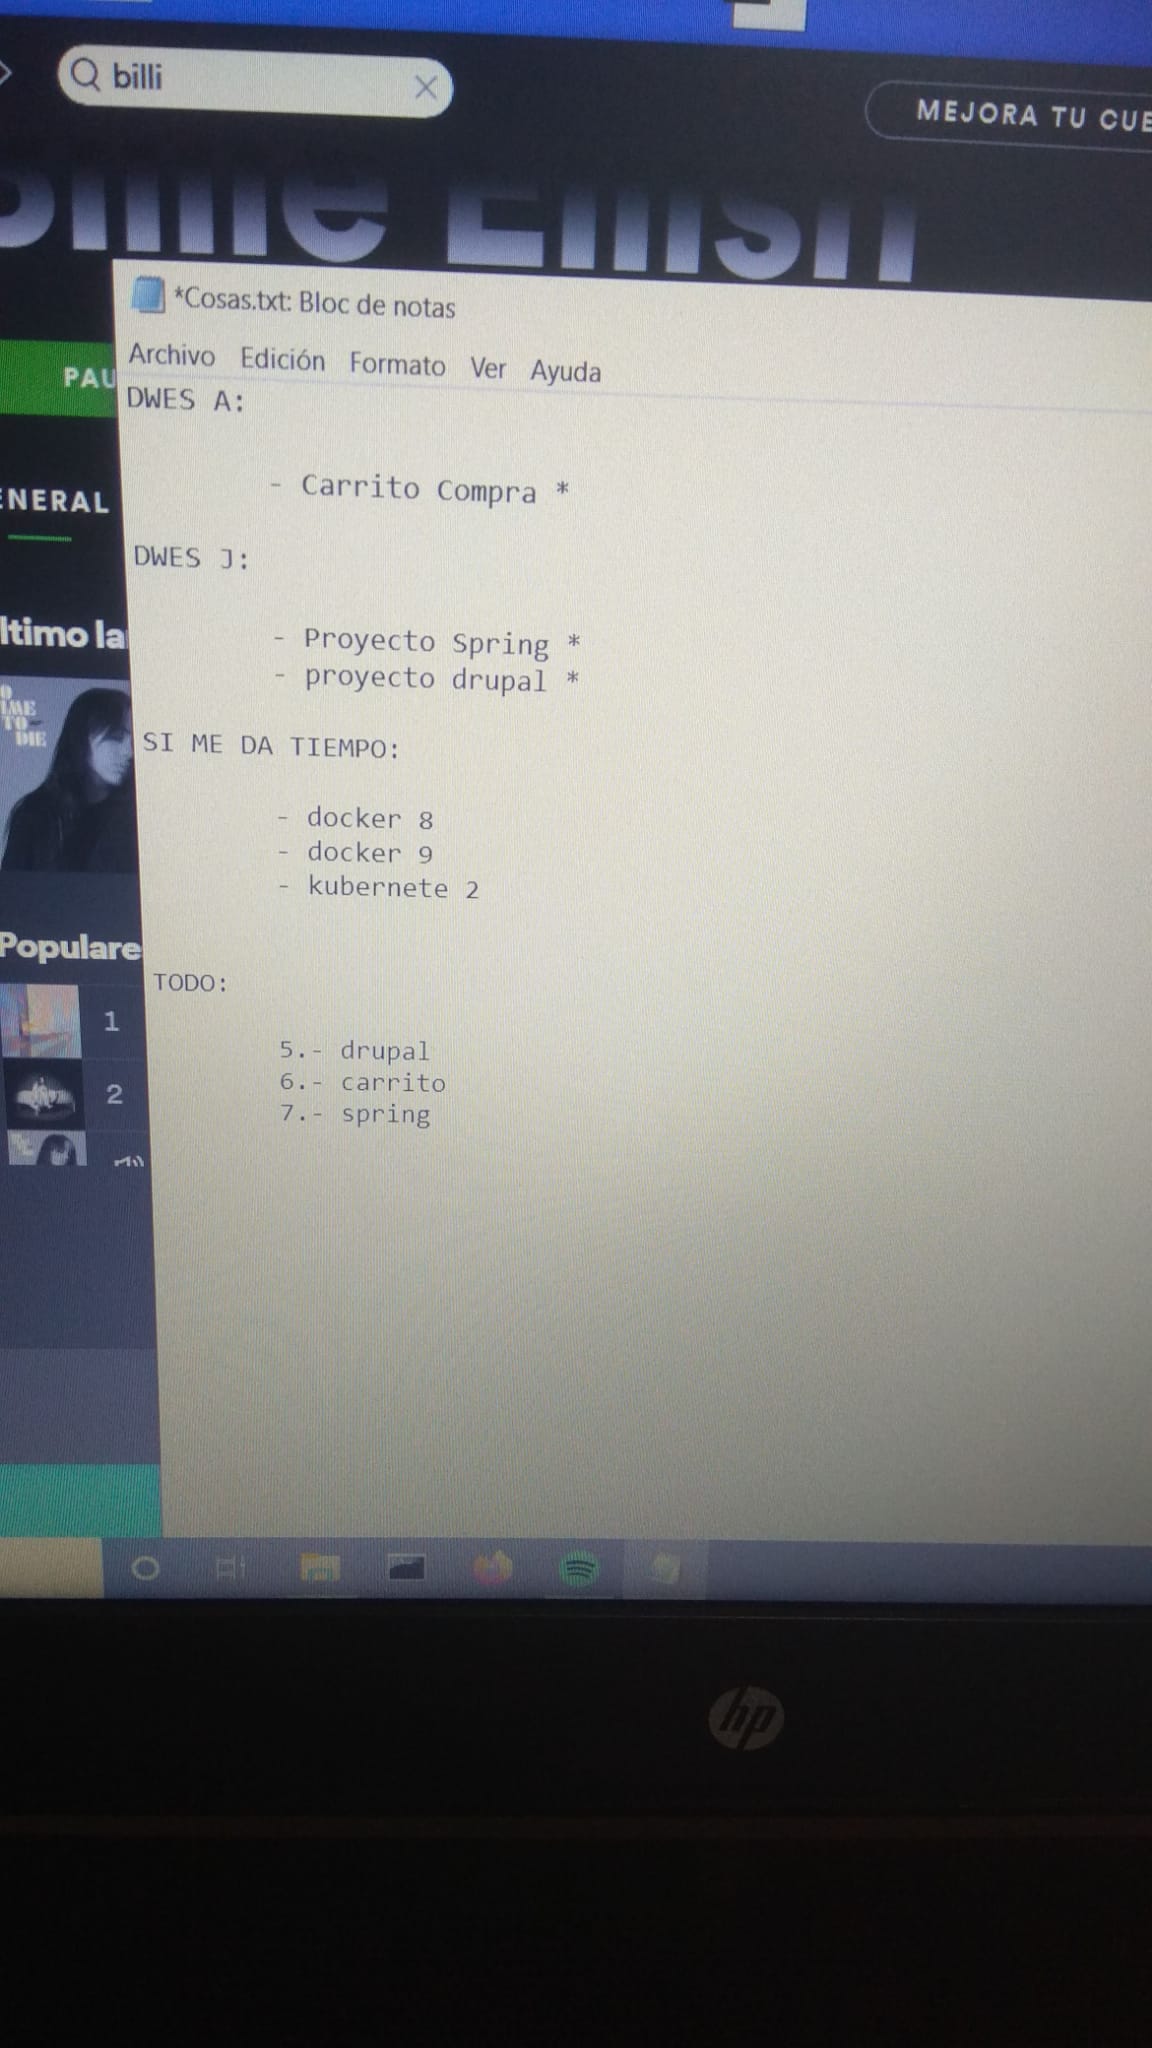 billi
MEJORA TU CUE
Billie Eilish
*Cosas.txt: Bloc de notas
Archivo Edición Formato Ver Ayuda
PAU
DWES A:
- Carrito Compra *
ENERAL
DWES J:
ltimo la
- Proyecto Spring *
- proyecto drupal *
O
IME
TO
DIE
SI ME DA TIEMPO:
- docker 8
- docker 9
- kubernete 2
Populare
TODO:
1
5.- drupal
2
6.- carrito
7.- spring
hp